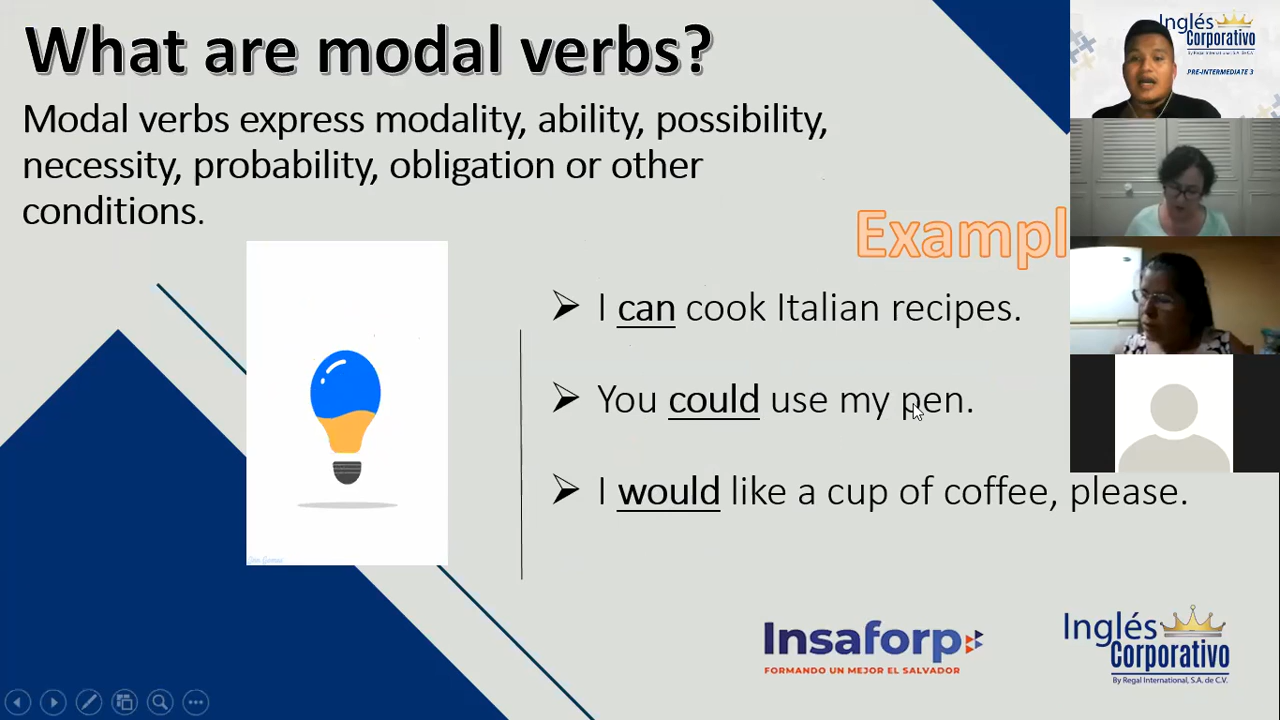 What are modal verbs?
Modal verbs express modality, ability, possibility,
necessity, probability, obligation or other
conditions.
Exampl
➢ I can cook Italian recipes.
➢ You could use my pen.
➢ I would like a cup of coffee, please.
Insaforp
FORMANDO UN MEJOR EL SALVADOR
Inglés
Corporativo
By Regal International, S.A. de C.V.
Inglés
Corporativo
By Regal International, S.A. de C.V.
PRE-INTERMEDIATE 3